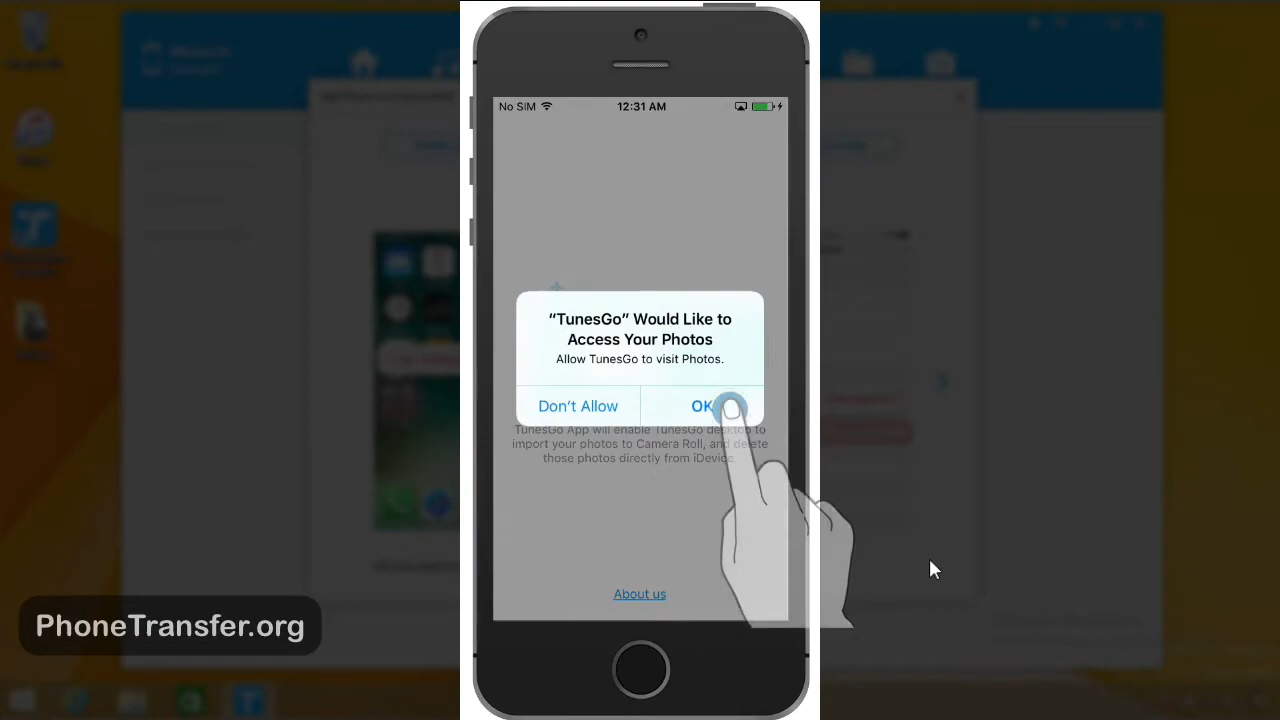 No SIM
12:31 AM
“TunesGo” Would Like to
Access Your Photos
Allow TunesGo to visit Photos.
Don’t Allow
OK
TunesGo App will enable TunesGo desktop to
import your photos to Camera Roll, and delete
those photos directly from iDevice.
About us
PhoneTransfer.org